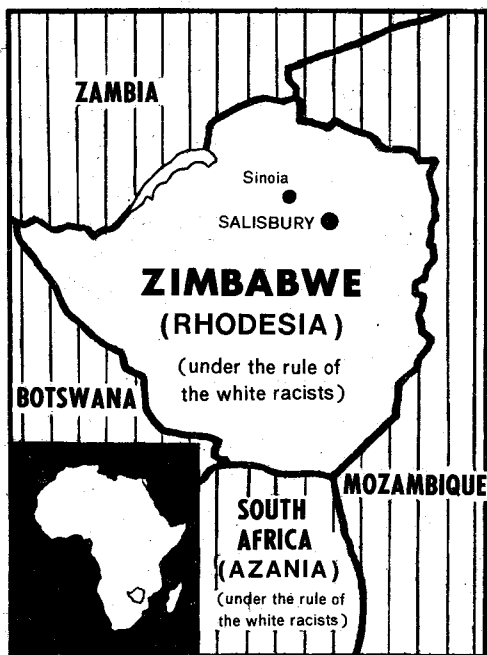 ZAMBIA
Sinoia
SALISBURY
ZIMBABWE
(RHODESIA)
(under the rule of
the white racists)
BOTSWANA
MOZAMBIQUE
SOUTH
AFRICA
(AZANIA)
(under the rule of
the white racists)